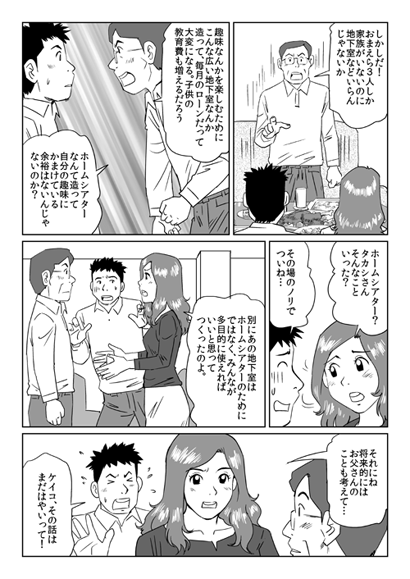 しかしだ！
おまえら３人しか
家族がいないのに
地下室などいらん
じゃないか
趣味なんかを楽しむために
こんな広い地下室なんか
造って、毎月のローンだって
大変になる。子供の
教育費も増えるだろう
ホームシアター
なんて造って
自分の趣味に
かまけている
余裕はないんじゃ
ないのか？
ホームシアター？
タカシさん
そんなこと
いった？
その場のノリで
ついね…
別にあの地下室は
ホームシアターのために
ではなく、みんなが
多目的に使えれば
いいと思って
つくったのよ。
それにね
将来的には
お父さんの
ことも考えて…
ケイコ、その話は
まだはやいって！